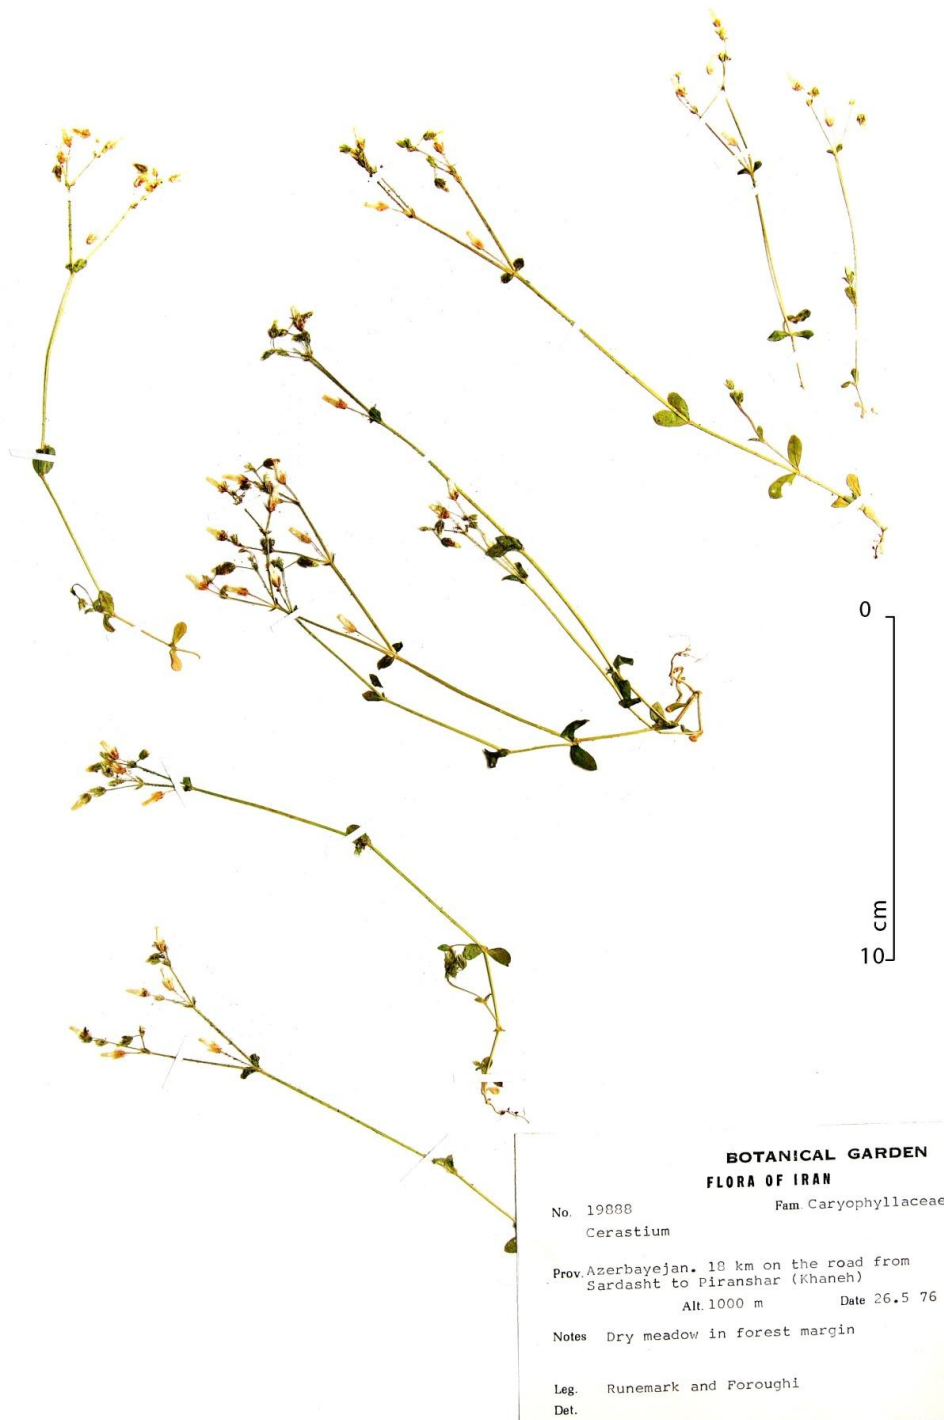 0
cm
10
BOTANICAL GARDEN
FLORA OF IRAN
No. 19888 Fam. Caryophyllaceae
Cerastium
Prov. Azerbayejan. 18 km on the road from
Sardasht to Piranshar (Khaneh)
Alt. 1000 m Date 26.5 76
Notes Dry meadow in forest margin
Leg. Runemark and Foroughi
Det.